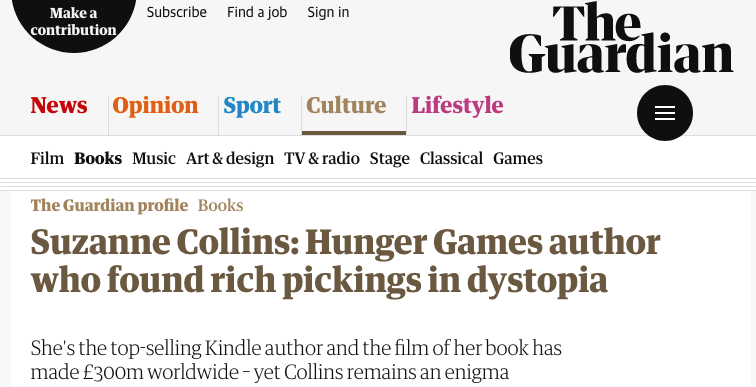 Make a
contribution
Subscribe Find a job Sign in
The
Guardian
News Opinion Sport Culture Lifestyle
Film Books Music Art & design TV & radio Stage Classical Games
The Guardian profile Books
Suzanne Collins: Hunger Games author
who found rich pickings in dystopia
She's the top-selling Kindle author and the film of her book has
made £300m worldwide – yet Collins remains an enigma